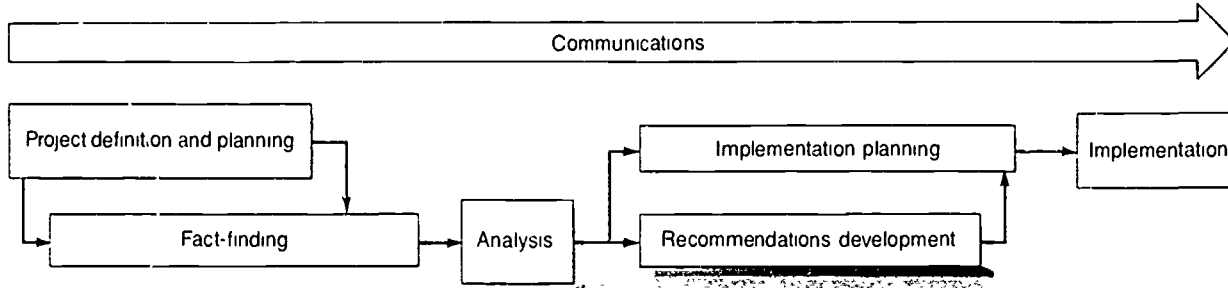 Communications
Project definition and planning
Implementation planning
Implementation
Fact-finding
Analysis
Recommendations development